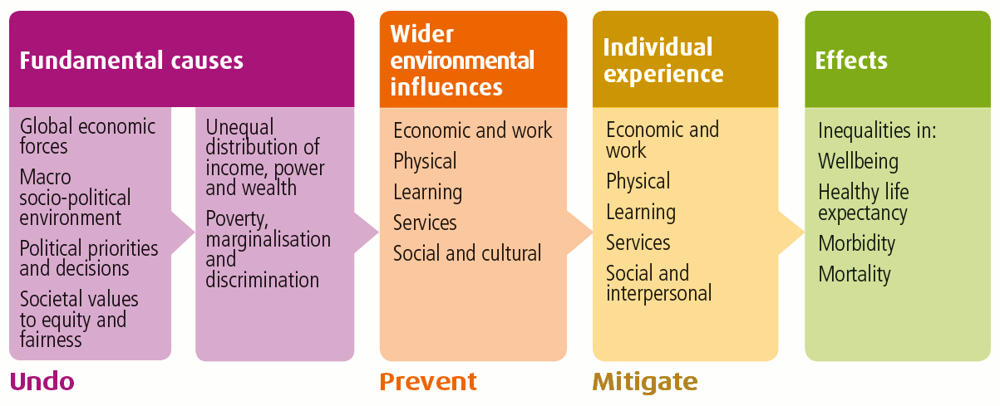 Fundamental causes
Global economic
forces
Macro
socio-political
environment
Political priorities
and decisions
Societal values
to equity and
fairness
Unequal
distribution of
income, power
and wealth
Poverty,
marginalisation
and
discrimination
Undo
Wider
environmental
influences
Economic and work
Physical
Learning
Services
Social and cultural
Prevent
Individual
experience
Economic and
work
Physical
Learning
Services
Social and
interpersonal
Mitigate
Effects
Inequalities in:
Wellbeing
Healthy life
expectancy
Morbidity
Mortality